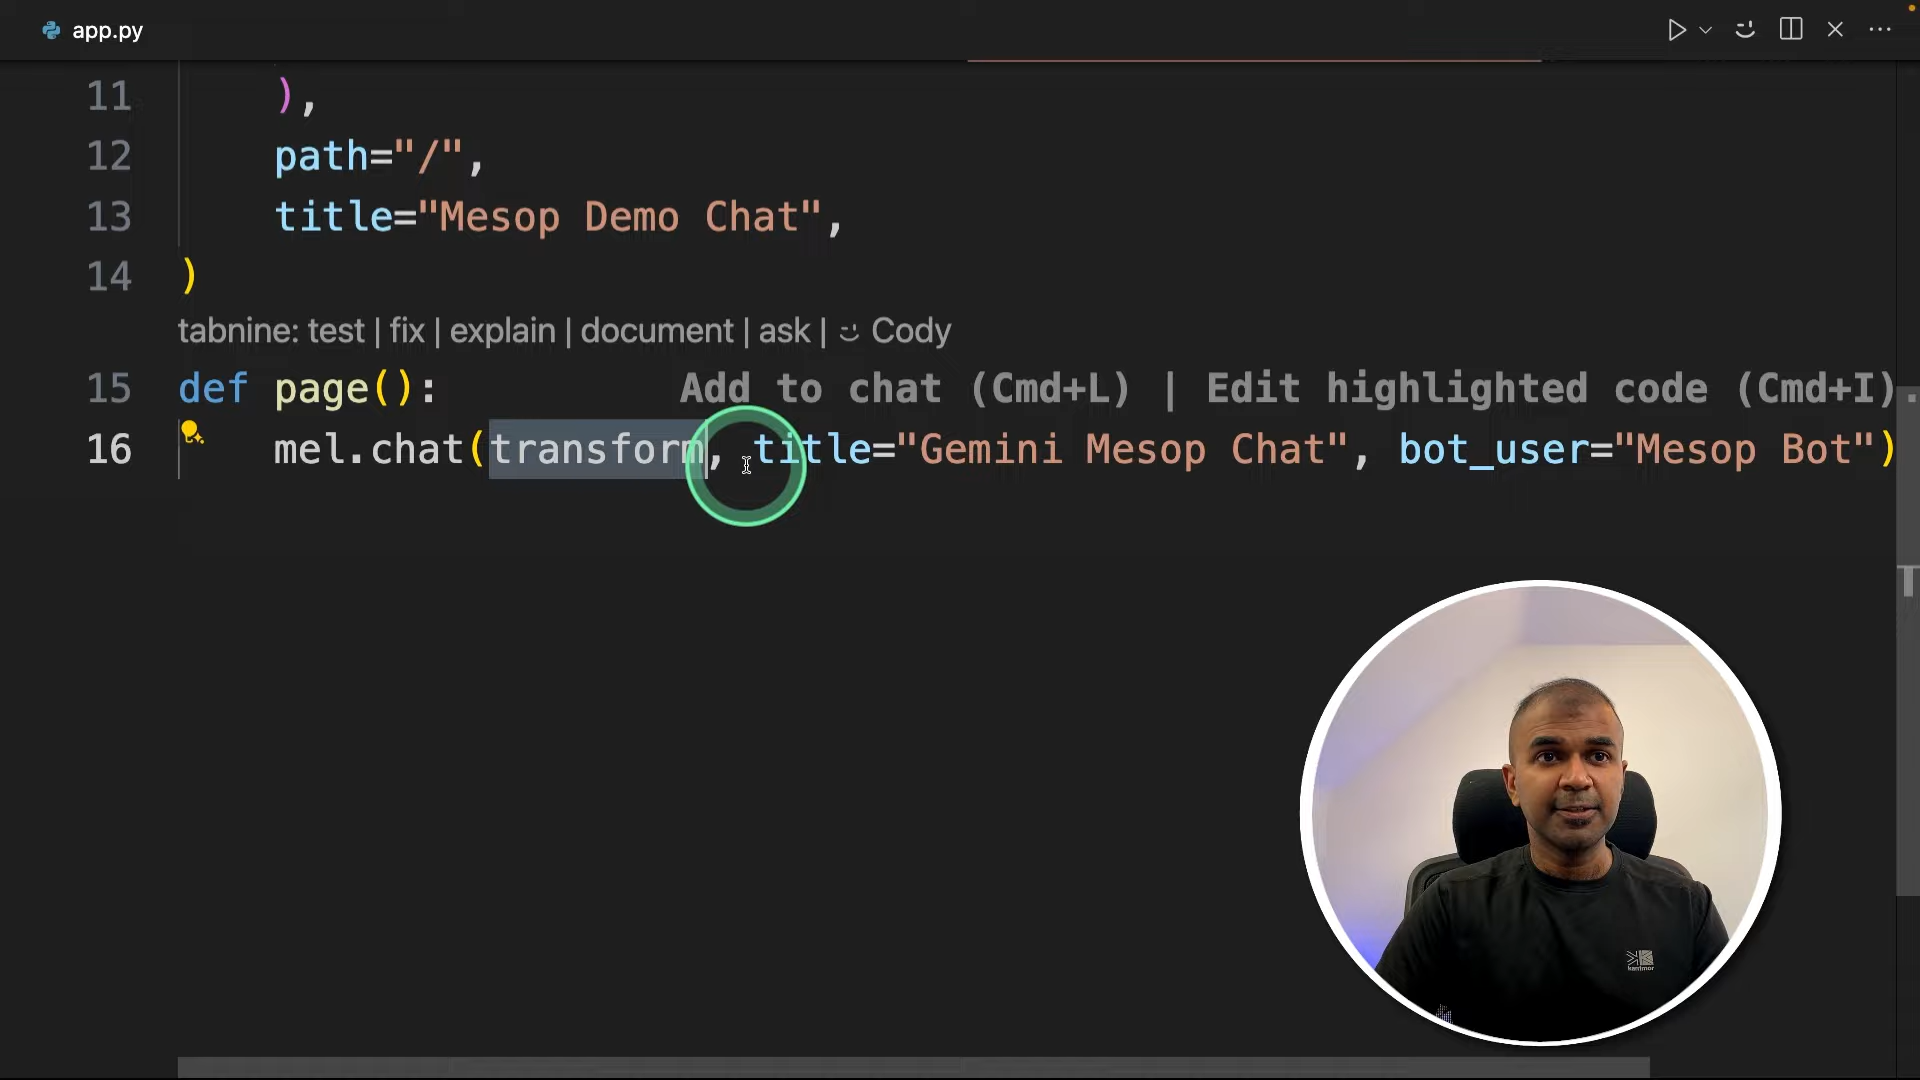 app.py
11 ),
12 path="/",
13 title="Mesop Demo Chat",
14 )
tabnine: test | fix | explain | document | ask | Cody
15 def page(): Add to chat (Cmd+L) | Edit highlighted code (Cmd+I).
16 mel.chat(transform, title="Gemini Mesop Chat", bot_user="Mesop Bot")
karrimor